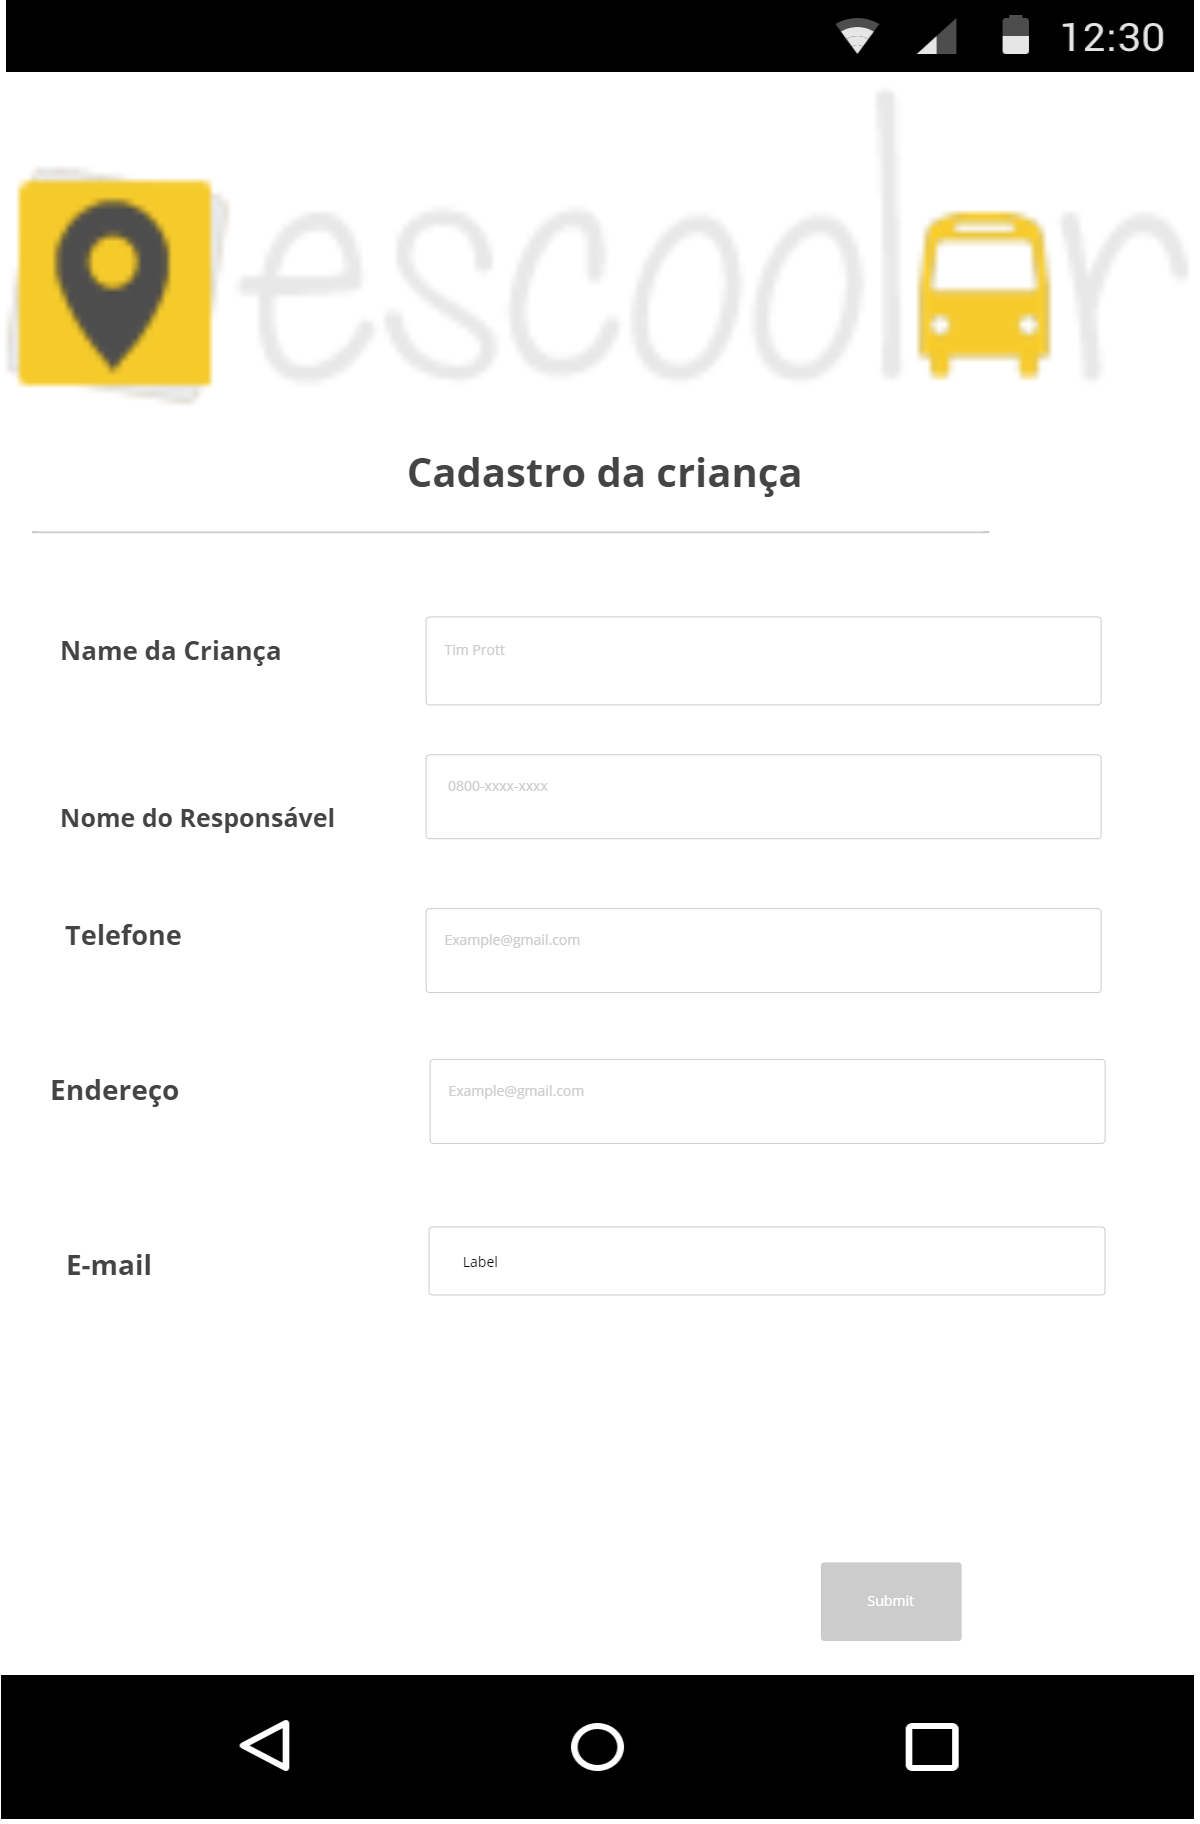 12:30
escoolar
Cadastro da criança
Name da Criança
Tim Prott
Nome do Responsável
0800-xxxx-xxxx
Telefone
Example@gmail.com
Endereço
Example@gmail.com
E-mail
Label
Submit